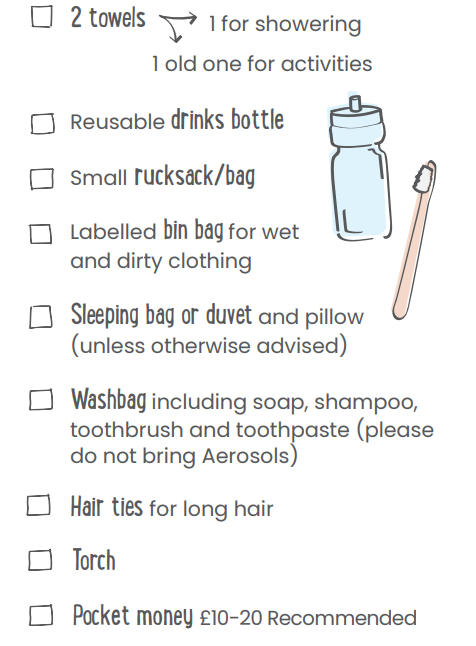 2 towels 1 for showering
1 old one for activities
Reusable drinks bottle
Small rucksack/bag
Labelled bin bag for wet
and dirty clothing
Sleeping bag or duvet and pillow
(unless otherwise advised)
Washbag including soap, shampoo,
toothbrush and toothpaste (please
do not bring Aerosols)
Hair ties for long hair
Torch
Pocket money £10-20 Recommended